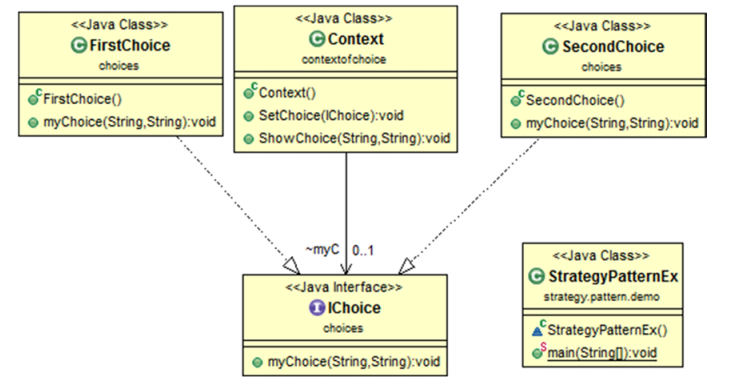 <<Java Class>>
FirstChoice
choices
FirstChoice()
myChoice(String,String):void
<<Java Class>>
Context
contextofchoice
Context()
SetChoice(IChoice):void
ShowChoice(String,String):void
<<Java Class>>
SecondChoice
choices
SecondChoice()
myChoice(String,String):void
~myC 0..1
<<Java Interface>>
IChoice
choices
myChoice(String,String):void
<<Java Class>>
StrategyPatternEx
strategy.pattern.demo
StrategyPatternEx()
main(String[]):void